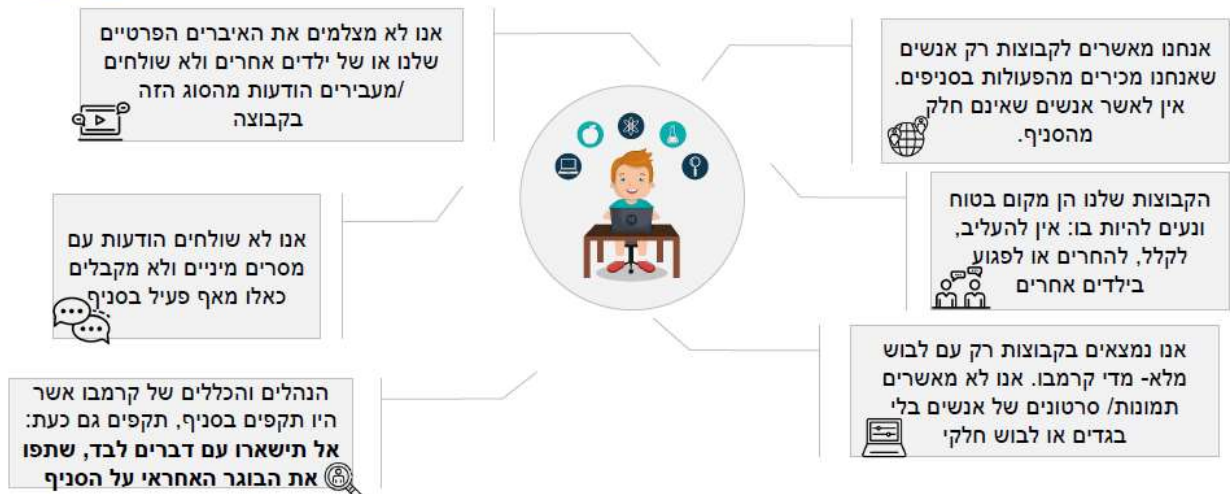 אנחנו מאשרים לקבוצות רק אנשים
שאנחנו מכירים מהפעולות בסניפים.
אין לאשר אנשים שאינם חלק
מהסניף.
הקבוצות שלנו הן מקום בטוח
ונעים להיות בו: אין להעליב,
לקלל, להחרים או לפגוע
בילדים אחרים
אנו נמצאים בקבוצות רק עם לבוש
מלא- מדי קרמבו. אנו לא מאשרים
תמונות/ סרטונים של אנשים בלי
בגדים או לבוש חלקי
אנו לא מצלמים את האיברים הפרטיים
שלנו או של ילדים אחרים ולא שולחים
/מעבירים הודעות מהסוג הזה
בקבוצה
אנו לא שולחים הודעות עם
מסרים מיניים ולא מקבלים
כאלו מאף פעיל בסניף
הנהלים והכללים של קרמבו אשר
היו תקפים בסניף, תקפים גם כעת:
אל תישארו עם דברים לבד, שתפו
את הבוגר האחראי על הסניף